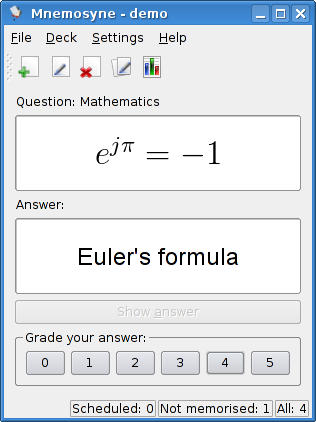 Mnemosyne - demo
File Deck Settings Help
Question: Mathematics
e^{jπ} = −1
Answer:
Euler's formula
Show answer
Grade your answer:
0 1 2 3 4 5
Scheduled: 0 Not memorised: 1 All: 4